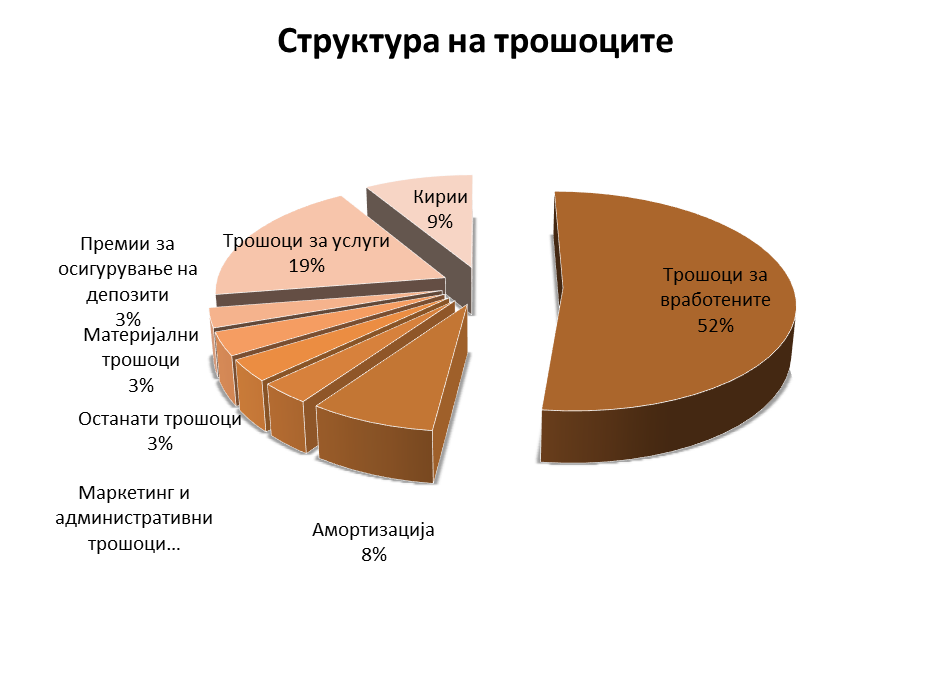 Структура на трошоците
Кирии
9%
Трошоци за услуги
19%
Трошоци за
вработените
52%
Премии за
осигурување на
депозити
3%
Материјални
трошоци
3%
Останати трошоци
3%
Маркетинг и
административни
трошоци...
Амортизација
8%